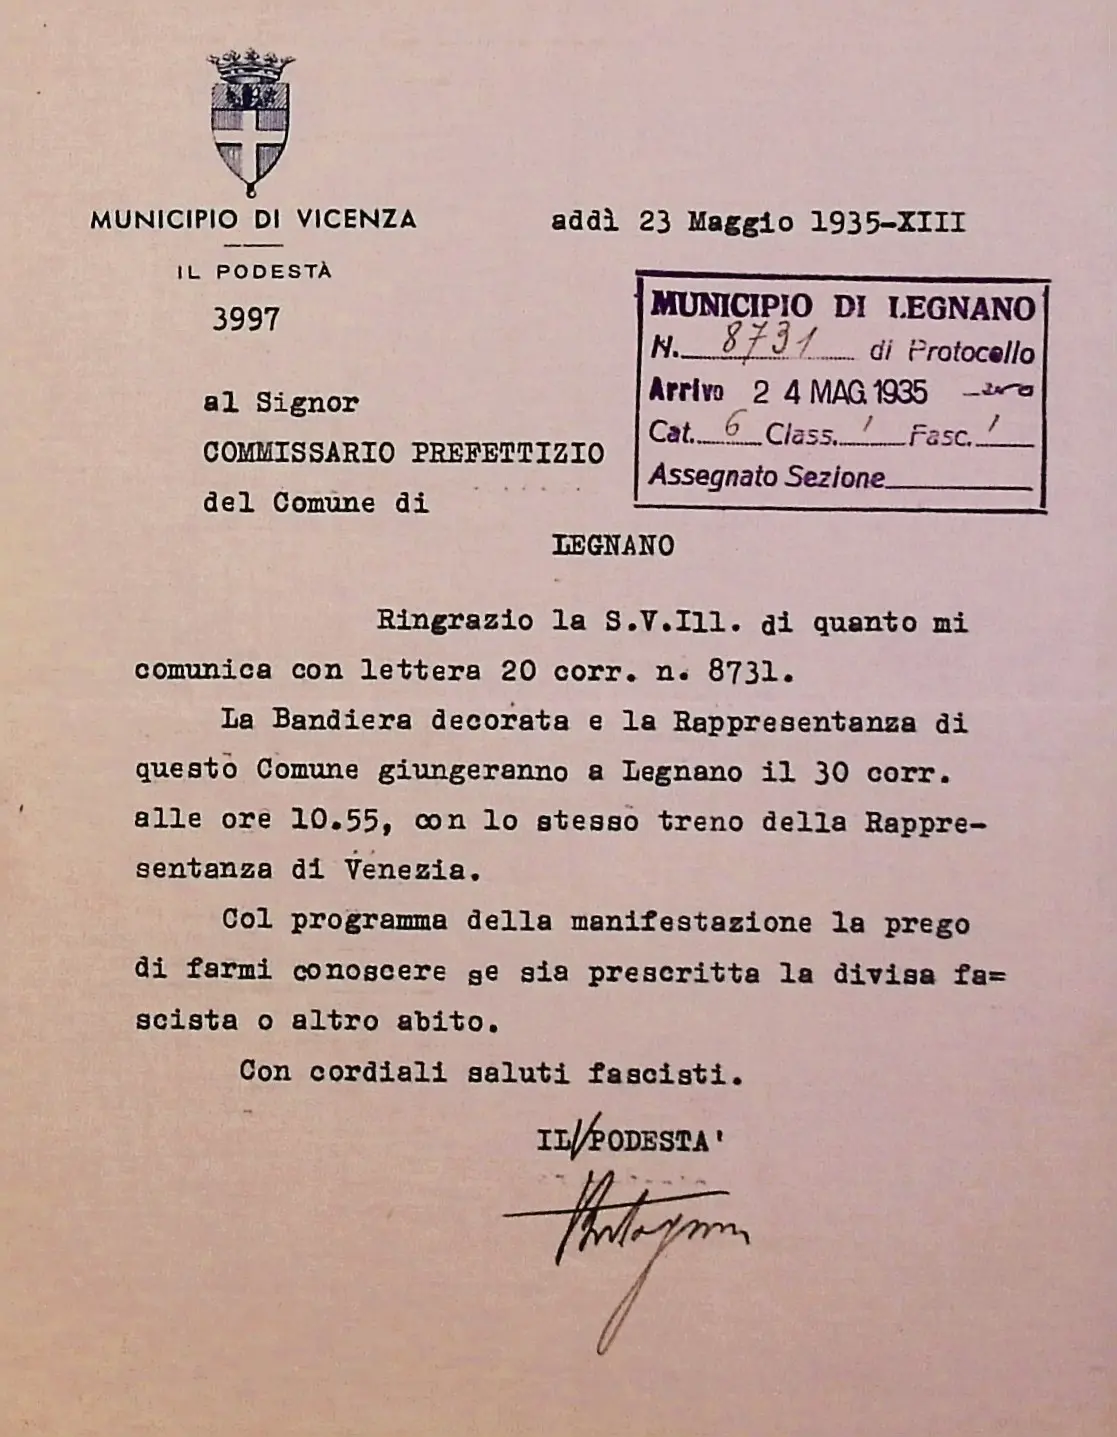 MUNICIPIO DI VICENZA
IL PODESTÀ
3997
addì 23 Maggio 1935-XIII
MUNICIPIO DI LEGNANO
N. 8731 di Protocollo
Arrivo 24 MAG. 1935
Cat. 6 Class. 1 Fasc. 1
Assegnato Sezione
al Signor
COMMISSARIO PREFETTIZIO
del Comune di
LEGNANO
Ringrazio la S.V.Ill. di quanto mi
comunica con lettera 20 corr. n. 8731.
La Bandiera decorata e la Rappresentanza di
questo Comune giungeranno a Legnano il 30 corr.
alle ore 10.55, con lo stesso treno della Rappre-
sentanza di Venezia.
Col programma della manifestazione la prego
di farmi conoscere se sia prescritta la divisa fa=
scista o altro abito.
Con cordiali saluti fascisti.
IL PODESTA'